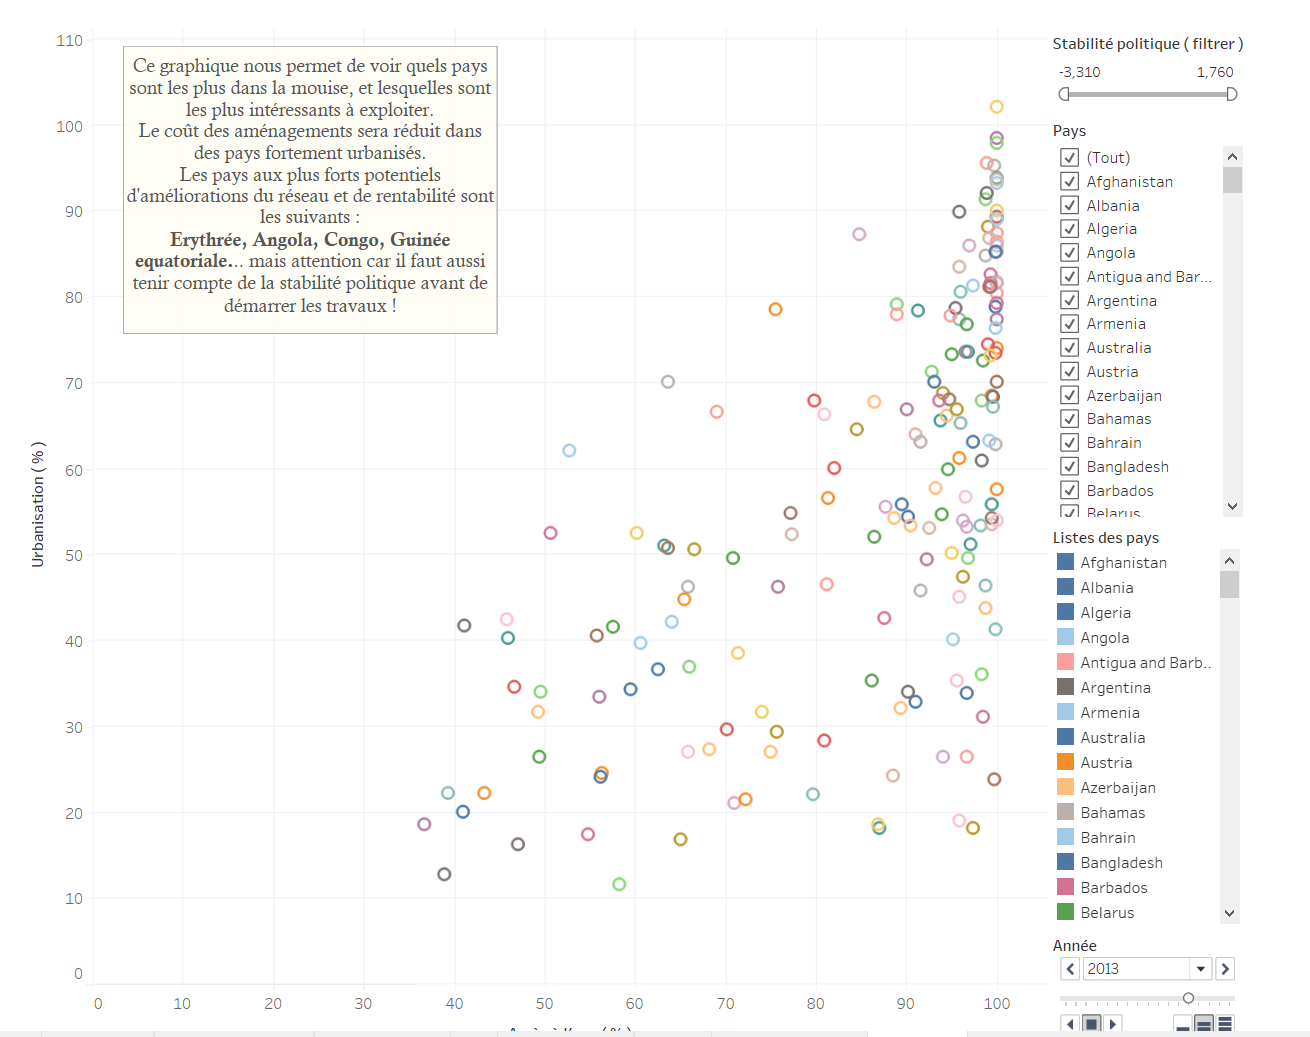 Ce graphique nous permet de voir quels pays
sont les plus dans la mouise, et lesquelles sont
les plus intéressants à exploiter.
Le coût des aménagements sera réduit dans
des pays fortement urbanisés.
Les pays aux plus forts potentiels
d'améliorations du réseau et de rentabilité sont
les suivants :
Erythrée, Angola, Congo, Guinée
equatoriale... mais attention car il faut aussi
tenir compte de la stabilité politique avant de
démarrer les travaux !
Urbanisation ( % )
110
100
90
80
70
60
50
40
30
20
10
0
0 10 20 30 40 50 60 70 80 90 100
Stabilité politique ( filtrer )
-3,310 1,760
Pays
(Tout)
Afghanistan
Albania
Algeria
Angola
Antigua and Bar...
Argentina
Armenia
Australia
Austria
Azerbaijan
Bahamas
Bahrain
Bangladesh
Barbados
Belarus
Listes des pays
Afghanistan
Albania
Algeria
Angola
Antigua and Barb..
Argentina
Armenia
Australia
Austria
Azerbaijan
Bahamas
Bahrain
Bangladesh
Barbados
Belarus
Année
2013